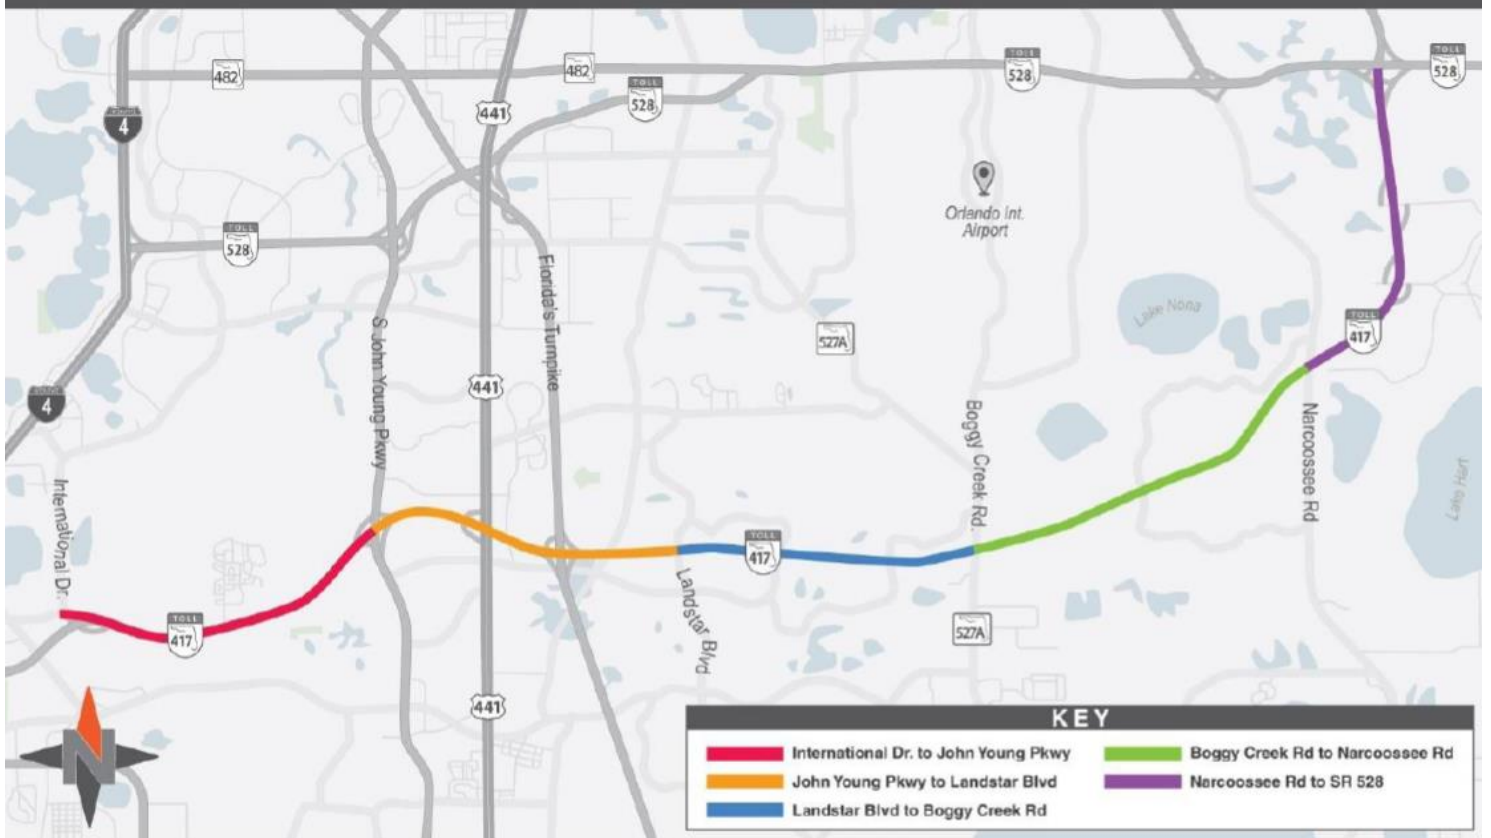 482
482
TOLL
528
TOLL
528
TOLL
528
441
4
TOLL
528
Orlando Int.
Airport
Florida's Turnpike
S John Young Pkwy
Lake Nona
TOLL
417
527A
441
4
Boggy Creek Rd.
Narcoossee Rd
Lake Hart
International Dr.
TOLL
417
Landstar Blvd
TOLL
417
527A
441
N
KEY
International Dr. to John Young Pkwy
John Young Pkwy to Landstar Blvd
Landstar Blvd to Boggy Creek Rd
Boggy Creek Rd to Narcoossee Rd
Narcoossee Rd to SR 528